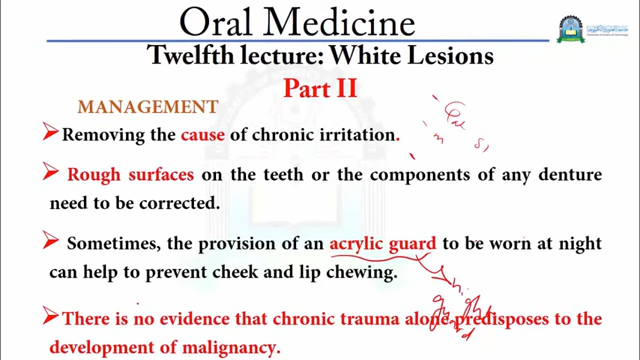 Oral Medicine
Twelfth lecture: White Lesions
Part II
MANAGEMENT
Removing the cause of chronic irritation.
Rough surfaces on the teeth or the components of any denture
need to be corrected.
Sometimes, the provision of an acrylic guard to be worn at night
can help to prevent cheek and lip chewing.
night
guard
There is no evidence that chronic trauma alone predisposes to the
development of malignancy.